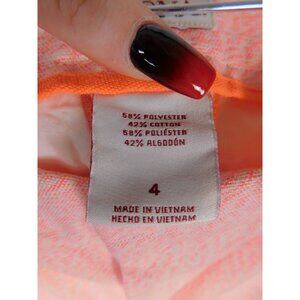 58% POLYESTER
42% COTTON
58% POLIÉSTER
42% ALGODÓN
4
MADE IN VIETNAM
HECHO EN VIETNAM